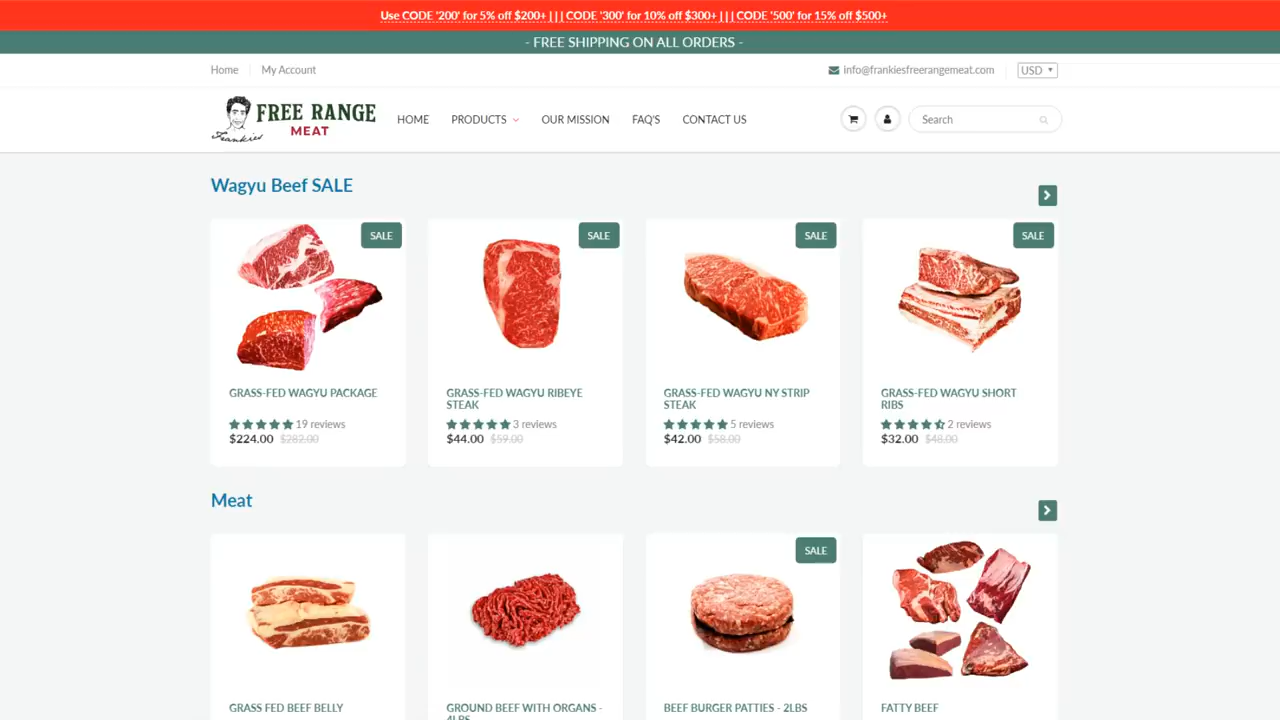 Use CODE '200' for 5% off $200+ | | | CODE '300' for 10% off $300+ | | | CODE '500' for 15% off $500+
- FREE SHIPPING ON ALL ORDERS -
Home My Account info@frankiesfreerangemeat.com USD
Frankies FREE RANGE MEAT
HOME PRODUCTS OUR MISSION FAQ'S CONTACT US Search
Wagyu Beef SALE
SALE SALE SALE SALE
GRASS-FED WAGYU PACKAGE
19 reviews
$224.00 $282.00
GRASS-FED WAGYU RIBEYE
STEAK
3 reviews
$44.00 $59.00
GRASS-FED WAGYU NY STRIP
STEAK
5 reviews
$42.00 $58.00
GRASS-FED WAGYU SHORT
RIBS
2 reviews
$32.00 $48.00
Meat
SALE
GRASS FED BEEF BELLY
GROUND BEEF WITH ORGANS -
4LBS
BEEF BURGER PATTIES - 2LBS
FATTY BEEF